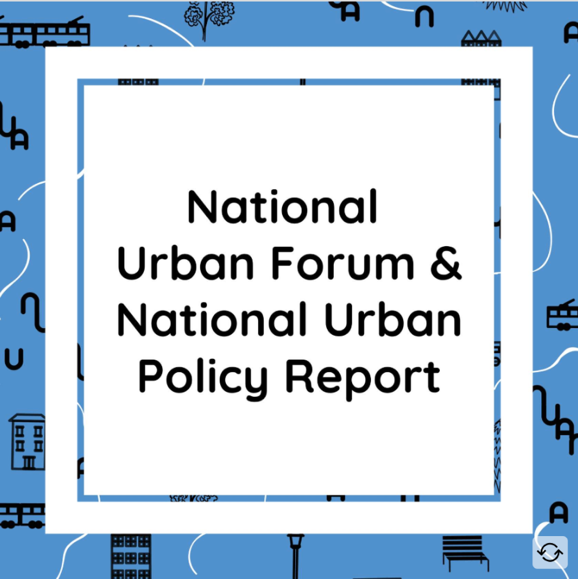 National
Urban Forum &
National Urban
Policy Report